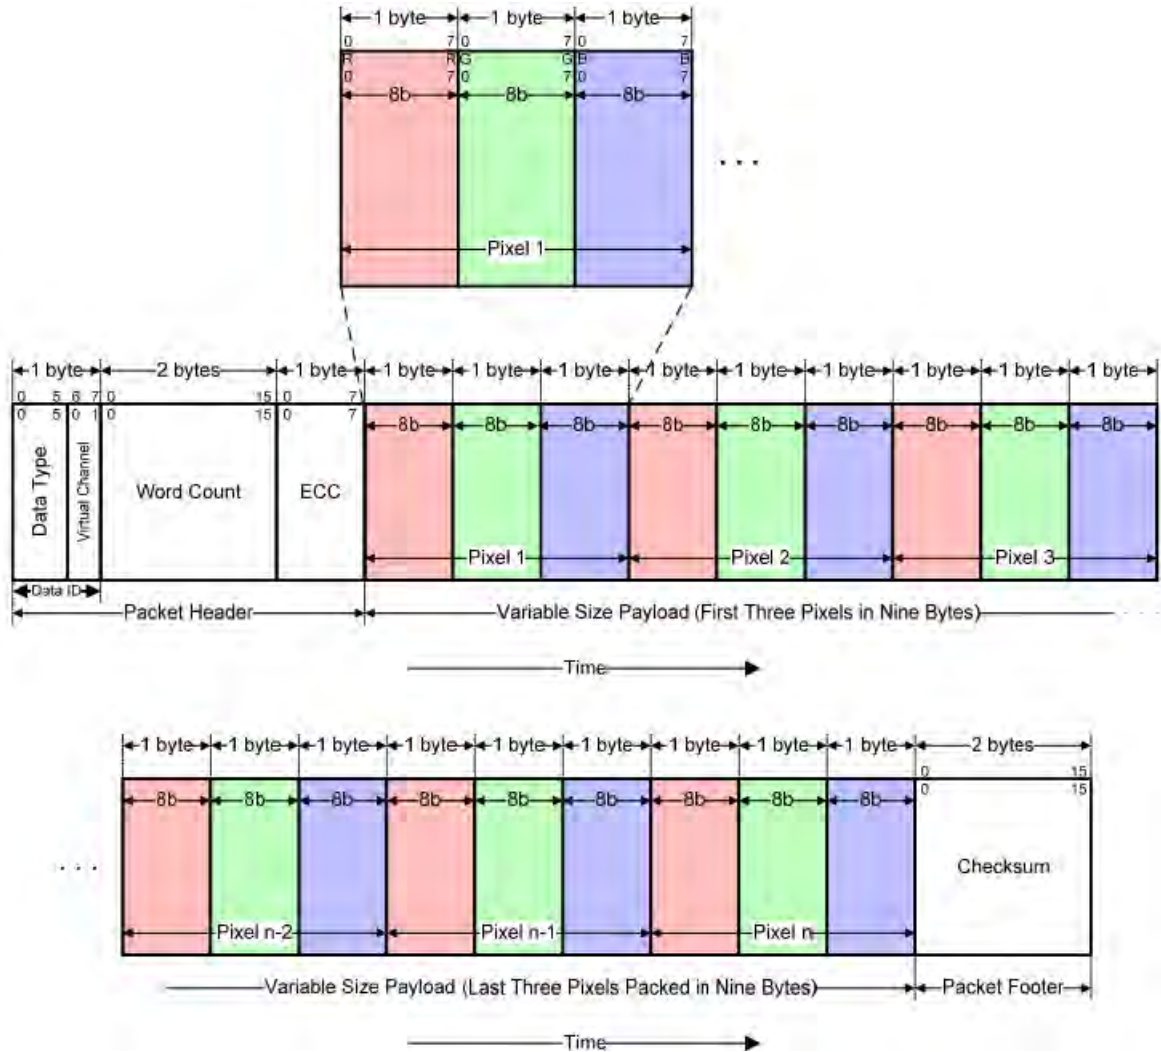 1 byte 1 byte 1 byte
0 7 0 7 0 7
R R G G B B
0 7 0 7 0 7
8b 8b 8b
. . .
Pixel 1
1 byte 2 bytes 1 byte 1 byte 1 byte 1 byte 1 byte 1 byte 1 byte 1 byte 1 byte 1 byte
0 5 6 7 0 15 0 7
0 5 0 1 0 15 0 7
8b 8b 8b 8b 8b 8b 8b 8b 8b
Data Type Virtual Channel Word Count ECC
Pixel 1 Pixel 2 Pixel 3
Data ID
Packet Header Variable Size Payload (First Three Pixels in Nine Bytes)
Time
1 byte 1 byte 1 byte 1 byte 1 byte 1 byte 1 byte 1 byte 1 byte 2 bytes
0 15
0 15
8b 8b 8b 8b 8b 8b 8b 8b 8b
. . . Checksum
Pixel n-2 Pixel n-1 Pixel n
Variable Size Payload (Last Three Pixels Packed in Nine Bytes) Packet Footer
Time